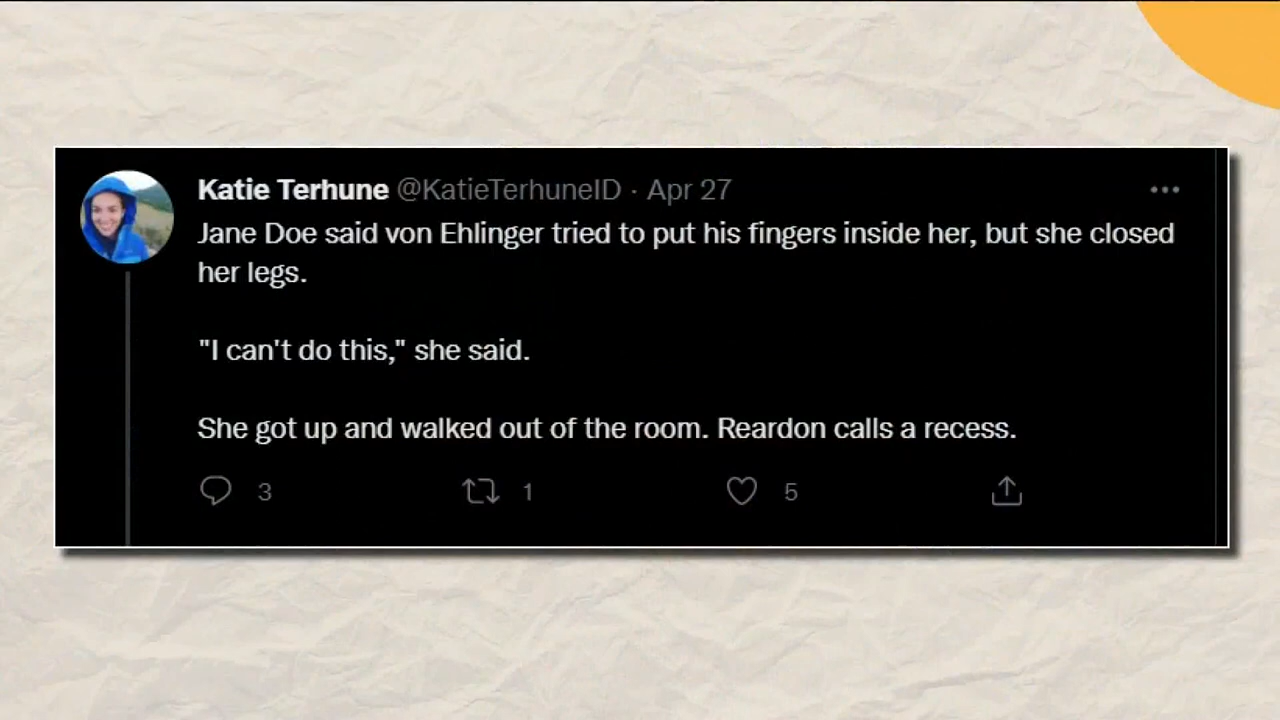 Katie Terhune @KatieTerhuneID · Apr 27
Jane Doe said von Ehlinger tried to put his fingers inside her, but she closed
her legs.
"I can't do this," she said.
She got up and walked out of the room. Reardon calls a recess.
3 1 5